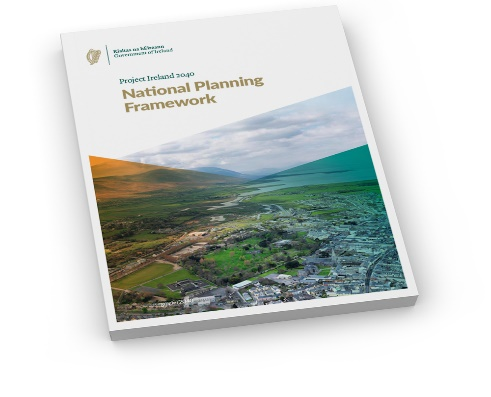 Rialtas na hÉireann
Government of Ireland
Project Ireland 2040
National Planning
Framework